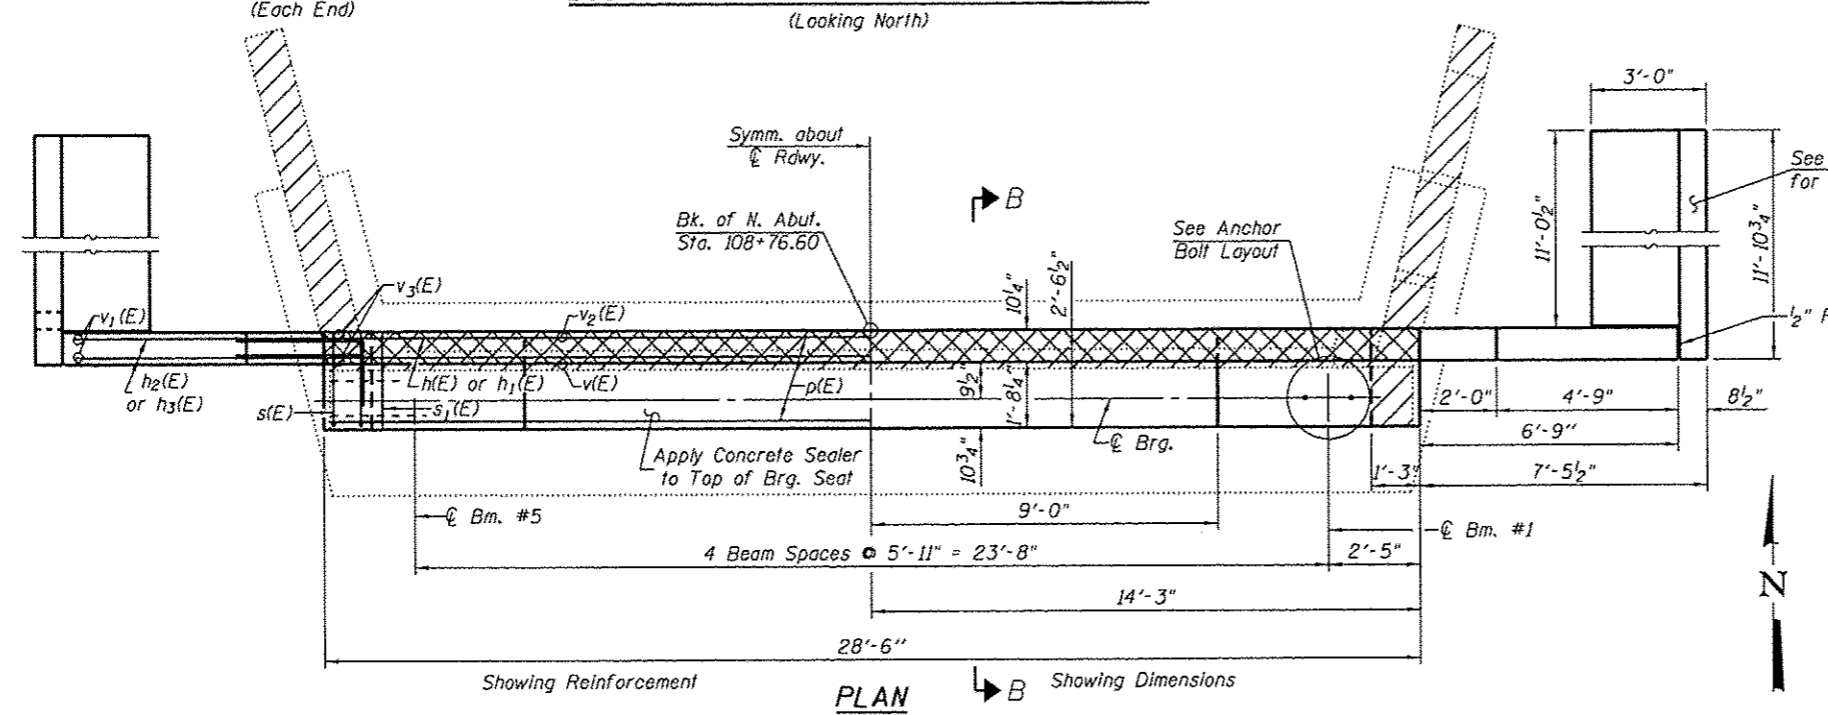 (Each End)
(Looking North)
3'-0"
Symm. about
℄ Rdwy.
B
See
for
Bk. of N. Abut.
Sta. 108+76.60
See Anchor
Bolt Layout
11'-0½"
11'-10¾"
v3(E)
v1(E)
v2(E)
10¼"
2'-6½"
½" P
h2(E)
or h3(E)
h(E) or h1(E)
v(E)
p(E)
9½"
1'-8¼"
s(E)
s1(E)
2'-0"
4'-9"
8½"
℄ Brg.
6'-9"
Apply Concrete Sealer
to Top of Brg. Seat
10¾"
1'-3"
7'-5½"
℄ Bm. #5
9'-0"
℄ Bm. #1
4 Beam Spaces @ 5'-11" = 23'-8"
2'-5"
14'-3"
N
28'-6"
Showing Reinforcement
PLAN
B
Showing Dimensions